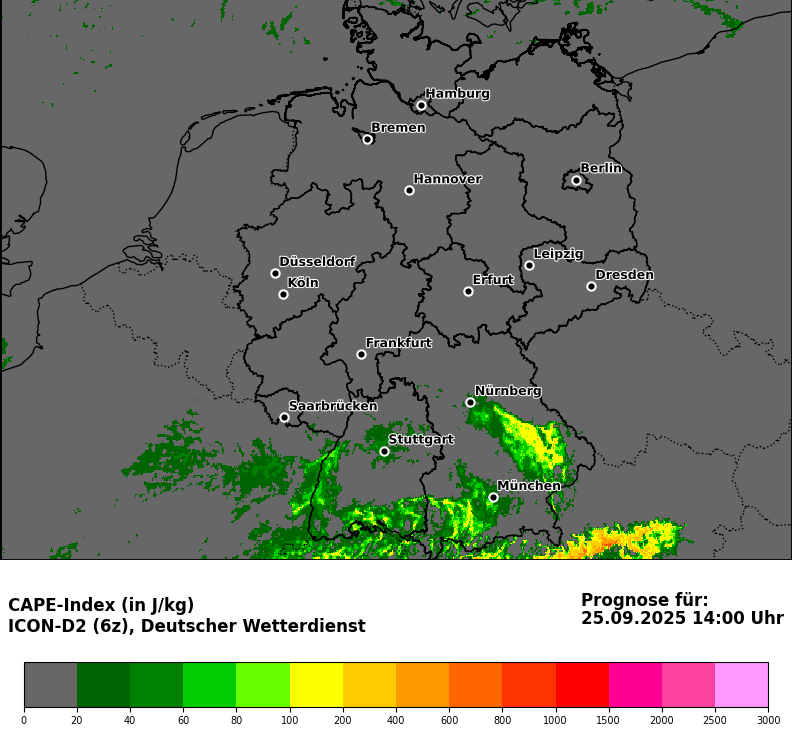 Hamburg
Bremen
Berlin
Hannover
Leipzig
Düsseldorf
Dresden
Köln
Erfurt
Frankfurt
Nürnberg
Saarbrücken
Stuttgart
München
CAPE-Index (in J/kg)
ICON-D2 (6z), Deutscher Wetterdienst
Prognose für:
25.09.2025 14:00 Uhr
0 20 40 60 80 100 200 400 600 800 1000 1500 2000 2500 3000